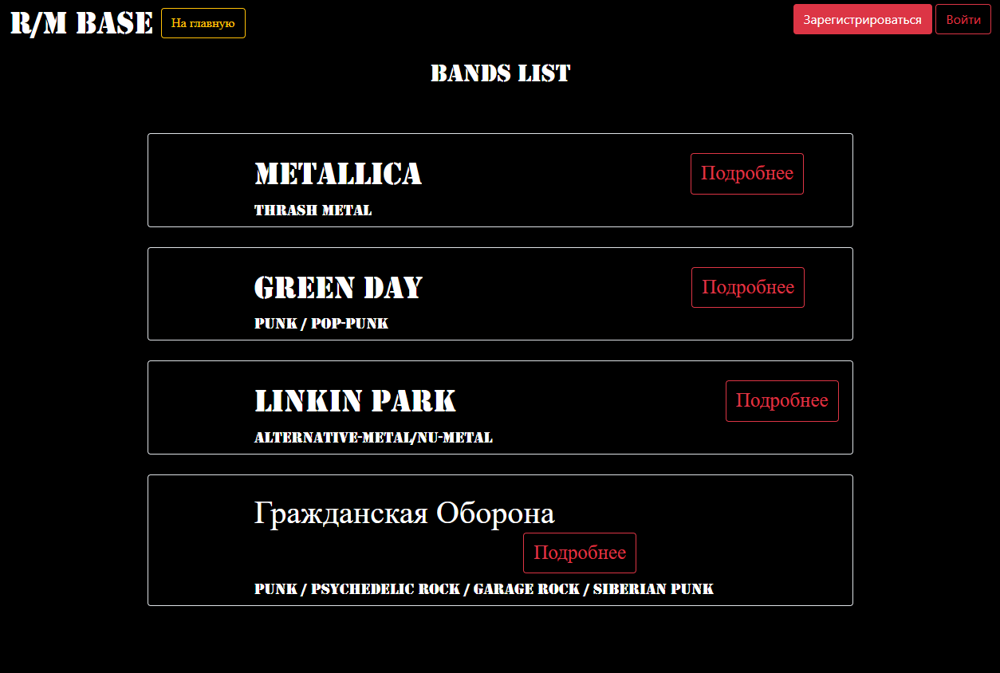 R/M BASE На главную Зарегистрироваться Войти
BANDS LIST
METALLICA Подробнее
THRASH METAL
GREEN DAY Подробнее
PUNK / POP-PUNK
LINKIN PARK Подробнее
ALTERNATIVE-METAL/NU-METAL
Гражданская Оборона
Подробнее
PUNK / PSYCHEDELIC ROCK / GARAGE ROCK / SIBERIAN PUNK